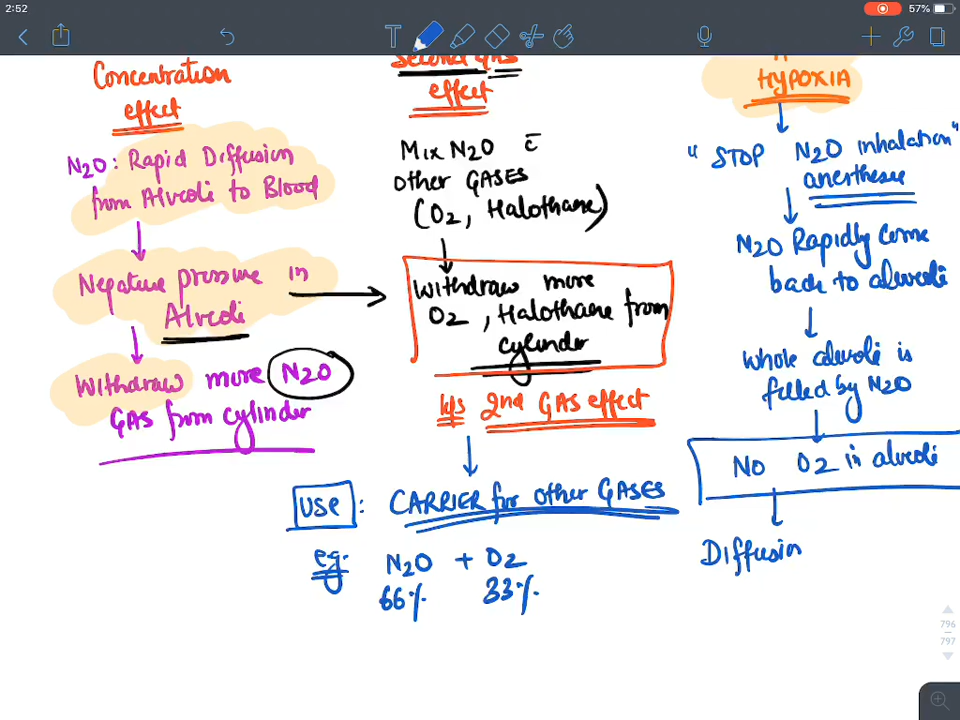 2:52
57%
T
Concentration
effect
N2O: Rapid Diffusion
from Alveoli to Blood
Negature pressure in
Alveoli
Withdraw more N2O
GAS from cylinder
Second gas
effect
Mix N2O c̄
other GASES
(O2, Halothane)
Withdraw more
O2, Halothane from
cylinder
k/s 2nd GAS effect
USE: CARRIER for other GASES
eg: N2O + O2
66% 33%
HYPOXIA
"STOP N2O inhalation"
anesthesia
N2O Rapidly come
back to alveoli
Whole alveoli is
filled by N2O
NO O2 in alveoli
Diffusion
796
797